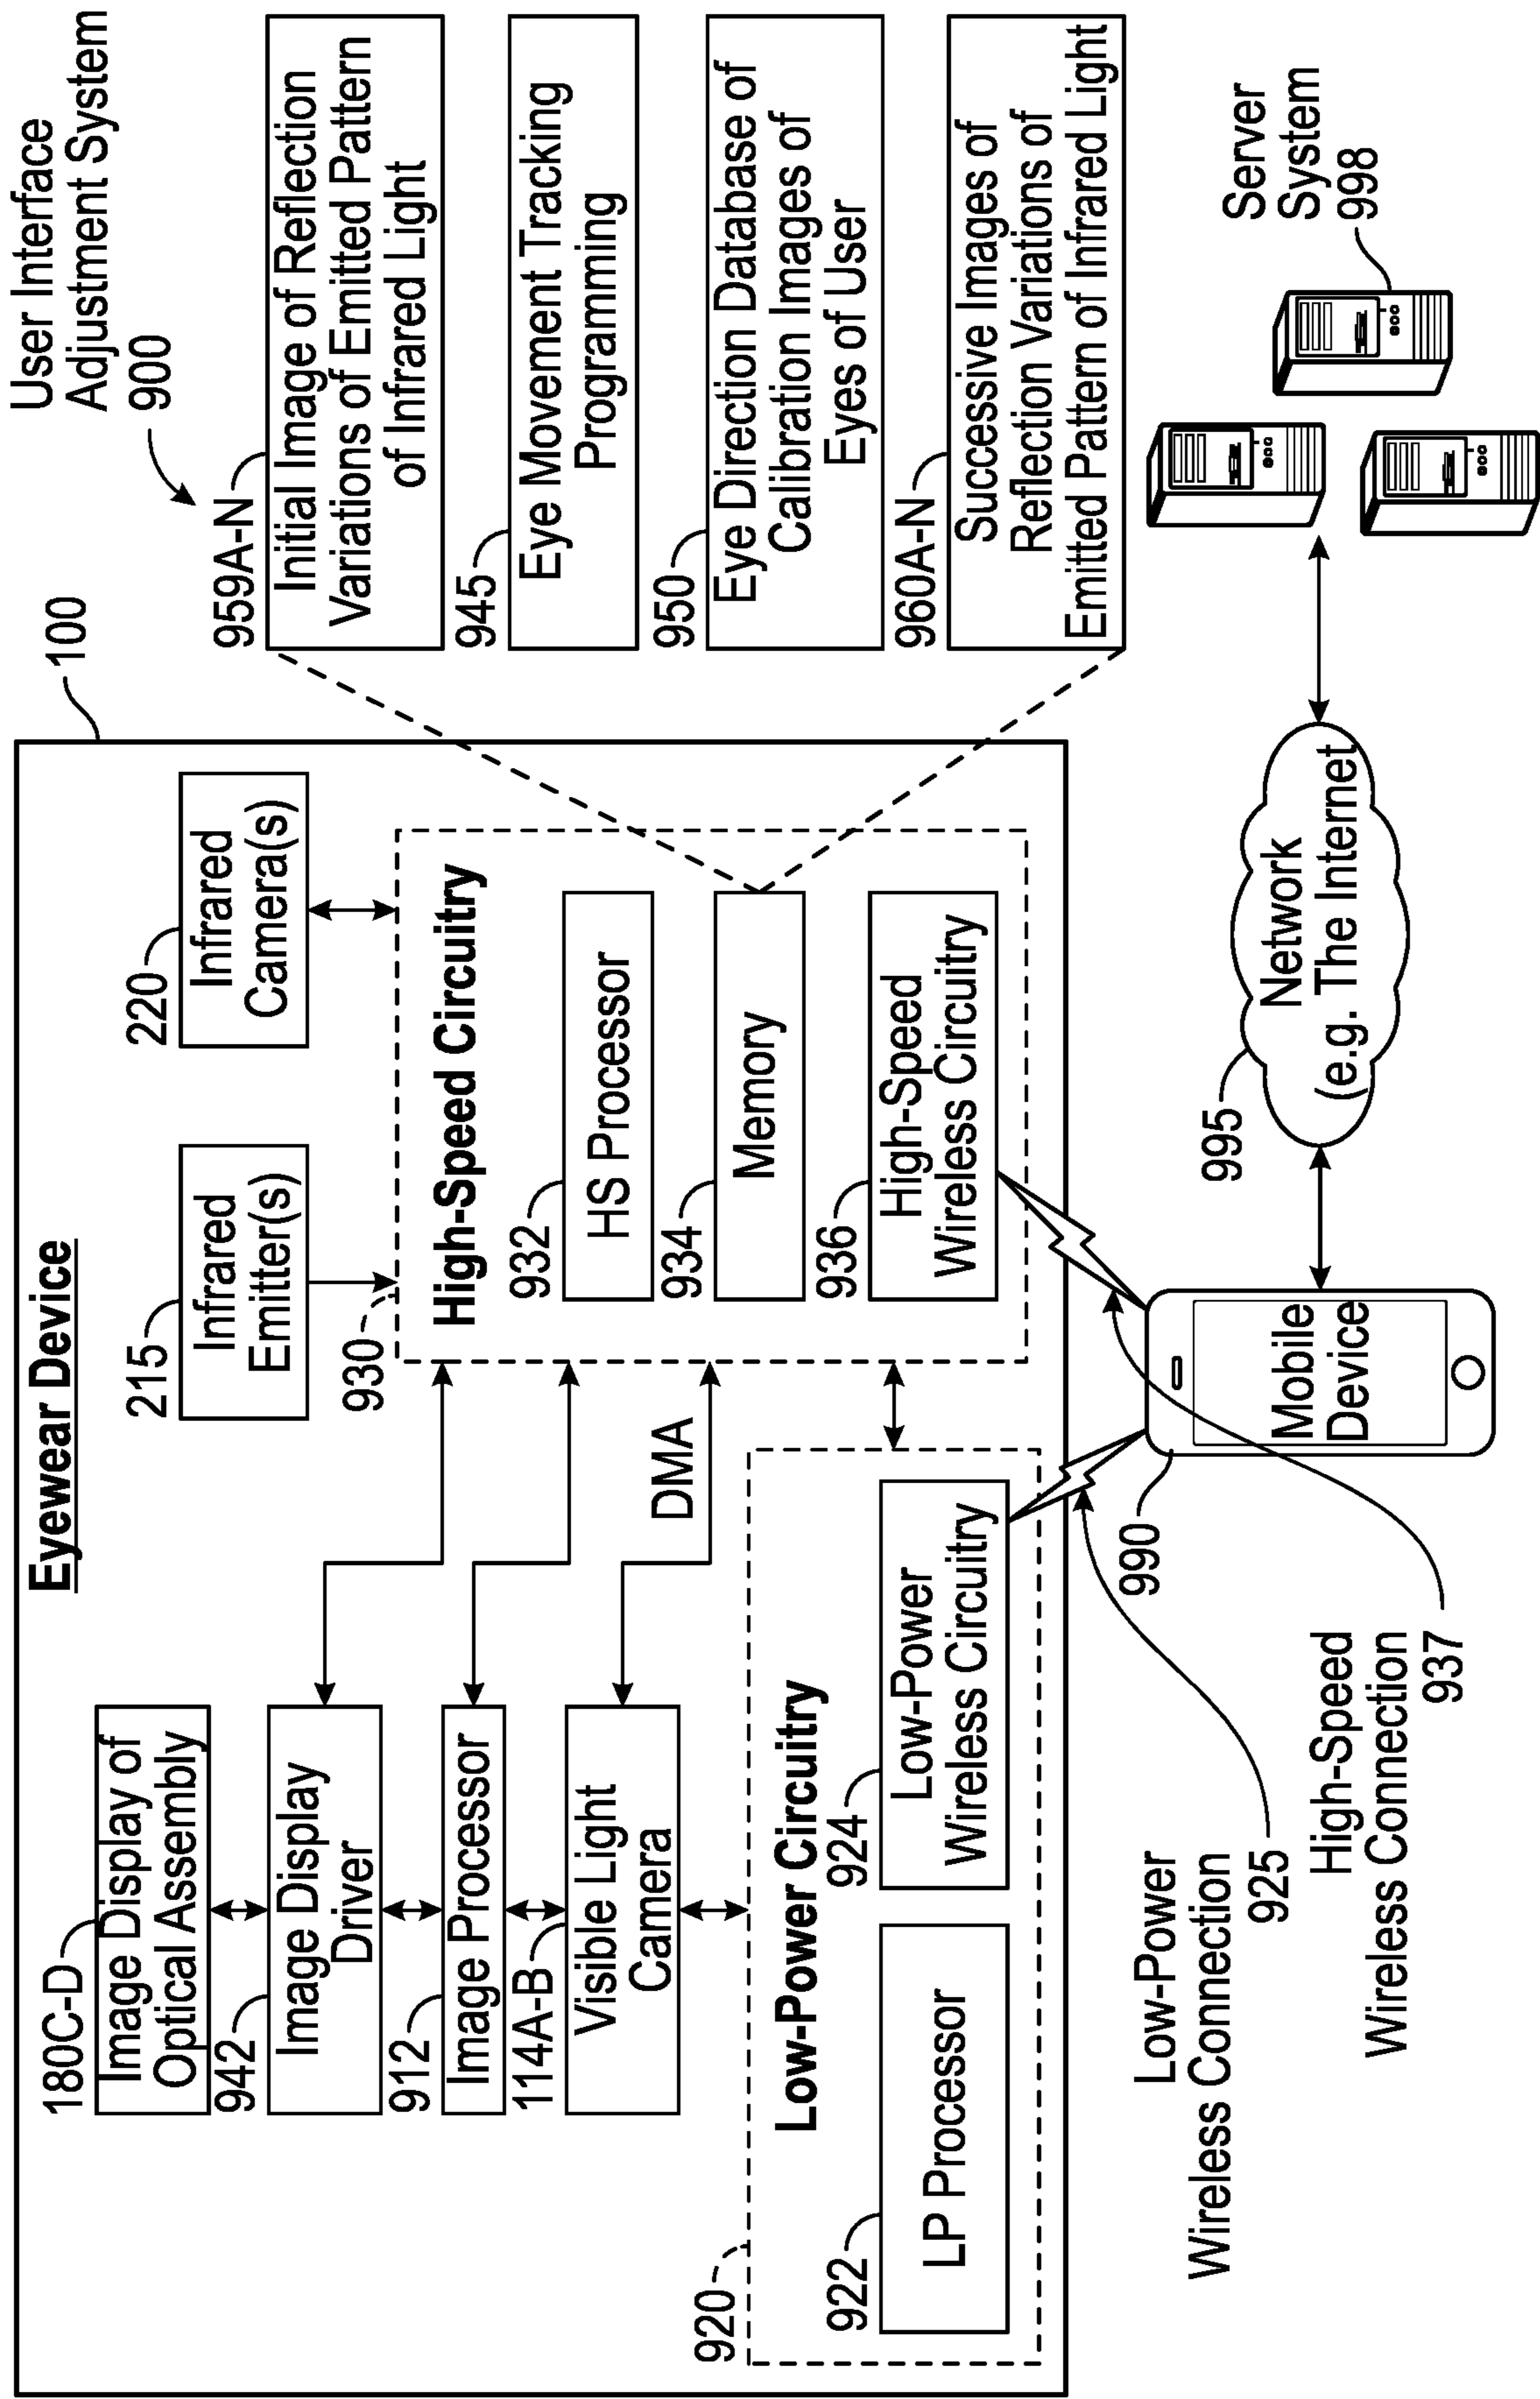 User Interface
Adjustment System
900
Eyewear Device
100
180C-D
Image Display of
Optical Assembly
942
Image Display
Driver
912
Image Processor
114A-B
Visible Light
Camera
215
Infrared
Emitter(s)
220
Infrared
Camera(s)
930
High-Speed Circuitry
932
HS Processor
934
Memory
936
High-Speed
Wireless Circuitry
DMA
920
Low-Power Circuitry
922
LP Processor
924
Low-Power
Wireless Circuitry
959A-N
Initial Image of Reflection
Variations of Emitted Pattern
of Infrared Light
945
Eye Movement Tracking
Programming
950
Eye Direction Database of
Calibration Images of
Eyes of User
960A-N
Successive Images of
Reflection Variations of
Emitted Pattern of Infrared Light
Low-Power
Wireless Connection
925
High-Speed
Wireless Connection
937
990
Mobile
Device
995
Network
(e.g. The Internet
Server
System
998